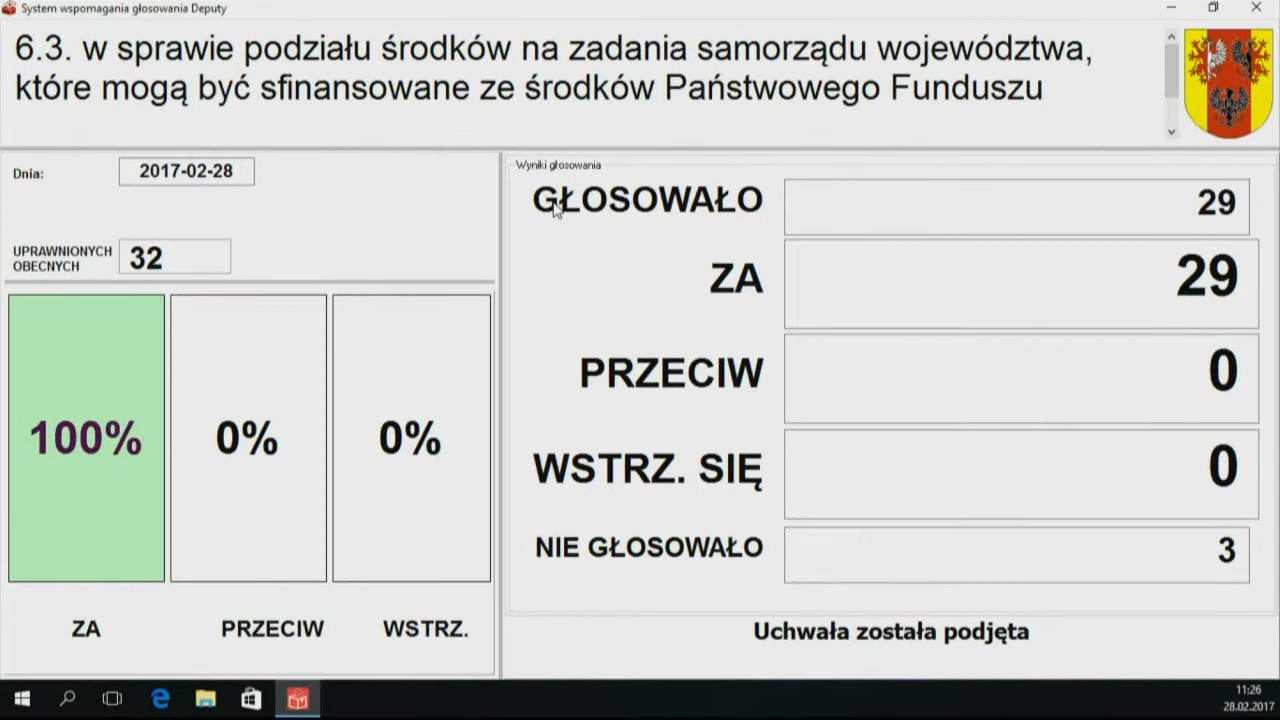 System wspomagania głosowania Deputy
6.3. w sprawie podziału środków na zadania samorządu województwa,
które mogą być sfinansowane ze środków Państwowego Funduszu
Dnia:
2017-02-28
UPRAWNIONYCH
OBECNYCH
32
100%
0%
0%
ZA
PRZECIW
WSTRZ.
Wyniki głosowania
GŁOSOWAŁO
29
ZA
29
PRZECIW
0
WSTRZ. SIĘ
0
NIE GŁOSOWAŁO
3
Uchwała została podjęta
11:26
28.02.2017